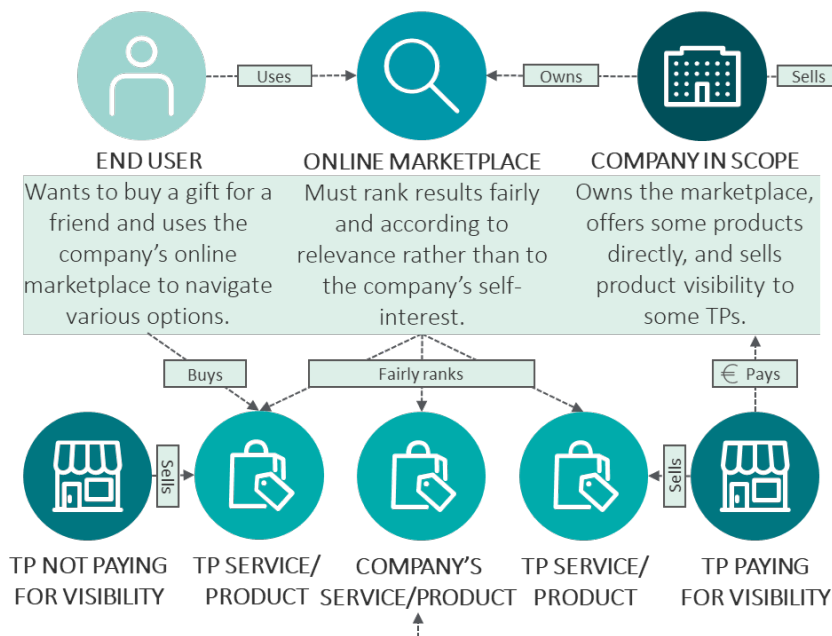 Uses
Owns
Sells
END USER
ONLINE MARKETPLACE
COMPANY IN SCOPE
Wants to buy a gift for a
friend and uses the
company’s online
marketplace to navigate
various options.
Must rank results fairly
and according to
relevance rather than to
the company’s self-
interest.
Owns the marketplace,
offers some products
directly, and sells
product visibility to
some TPs.
Buys
Fairly ranks
€ Pays
Sells
Sells
TP NOT PAYING
FOR VISIBILITY
TP SERVICE/
PRODUCT
COMPANY’S
SERVICE/PRODUCT
TP SERVICE/
PRODUCT
TP PAYING
FOR VISIBILITY